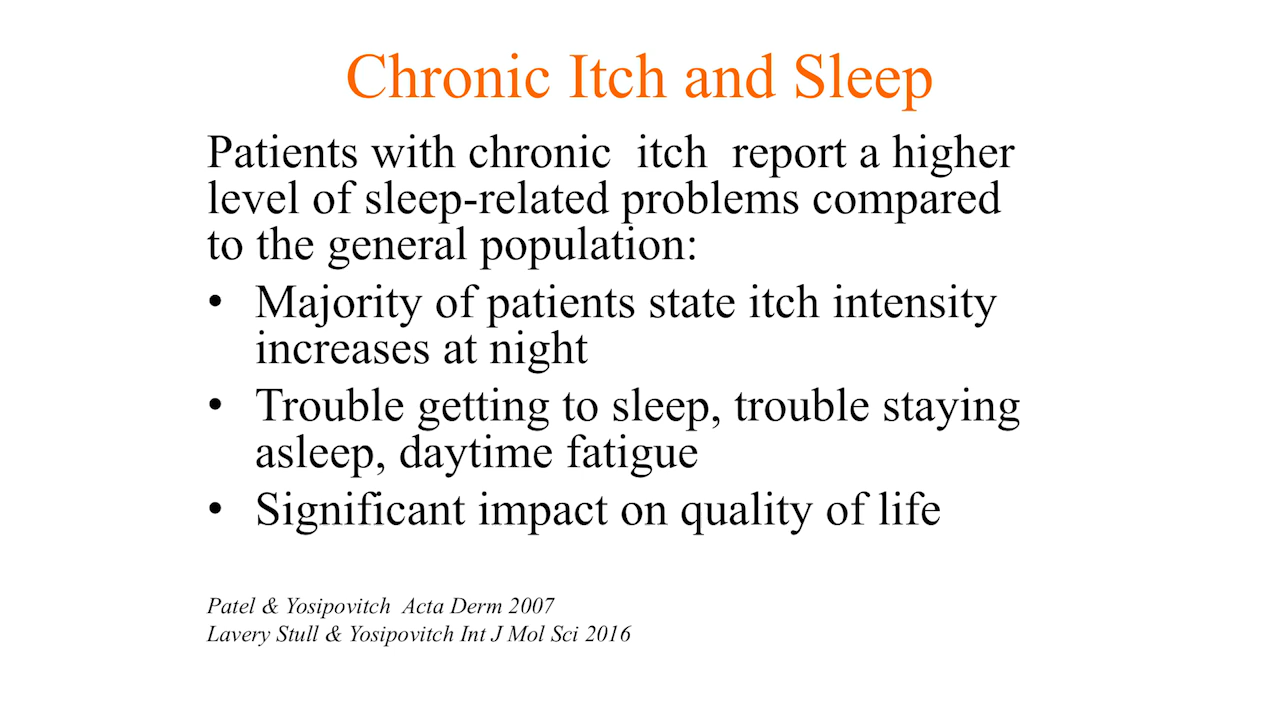 Chronic Itch and Sleep
Patients with chronic  itch  report a higher
level of sleep-related problems compared
to the general population:
• Majority of patients state itch intensity
increases at night
• Trouble getting to sleep, trouble staying
asleep, daytime fatigue
• Significant impact on quality of life
Patel & Yosipovitch  Acta Derm 2007
Lavery Stull & Yosipovitch Int J Mol Sci 2016